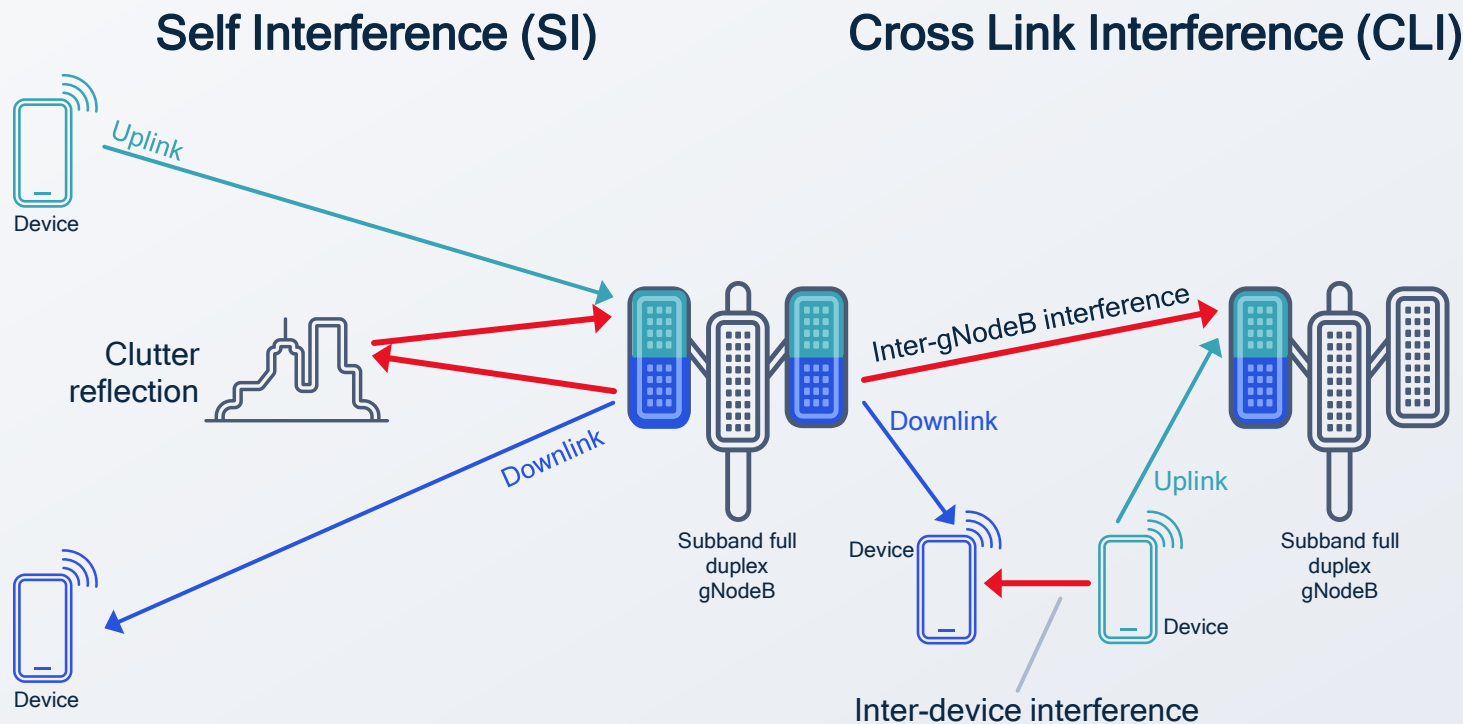 Self Interference (SI)
Cross Link Interference (CLI)
Uplink
Device
Clutter
reflection
Downlink
Device
Subband full
duplex
gNodeB
Inter-gNodeB interference
Downlink
Uplink
Device
Device
Subband full
duplex
gNodeB
Inter-device interference